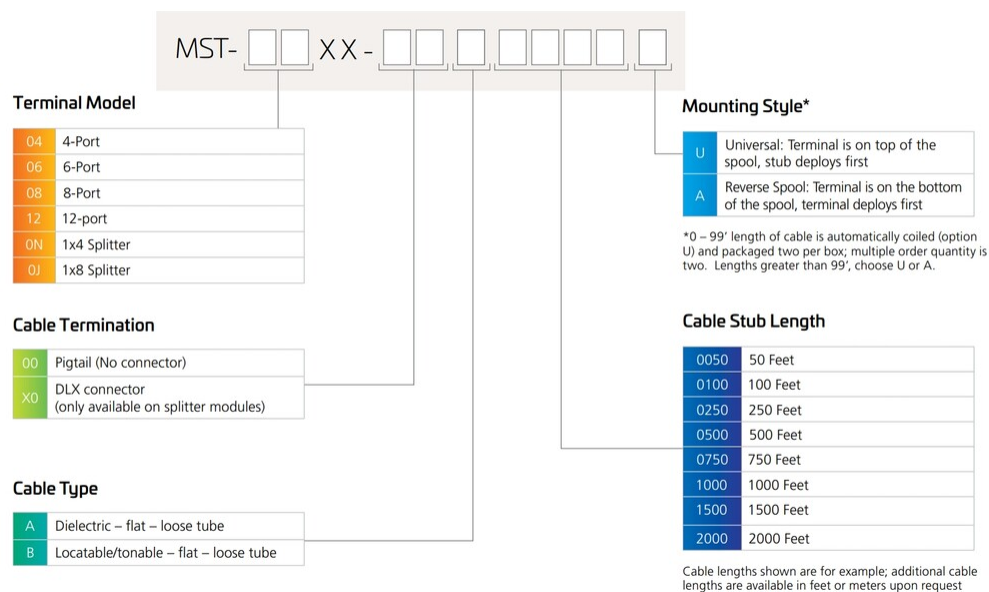 MST- XX -
Terminal Model
04 4-Port
06 6-Port
08 8-Port
12 12-port
0N 1x4 Splitter
0J 1x8 Splitter
Cable Termination
00 Pigtail (No connector)
X0 DLX connector
(only available on splitter modules)
Cable Type
A Dielectric – flat – loose tube
B Locatable/tonable – flat – loose tube
Mounting Style*
U Universal: Terminal is on top of the
spool, stub deploys first
A Reverse Spool: Terminal is on the bottom
of the spool, terminal deploys first
*0 – 99’ length of cable is automatically coiled (option
U) and packaged two per box; multiple order quantity is
two. Lengths greater than 99’, choose U or A.
Cable Stub Length
0050 50 Feet
0100 100 Feet
0250 250 Feet
0500 500 Feet
0750 750 Feet
1000 1000 Feet
1500 1500 Feet
2000 2000 Feet
Cable lengths shown are for example; additional cable
lengths are available in feet or meters upon request